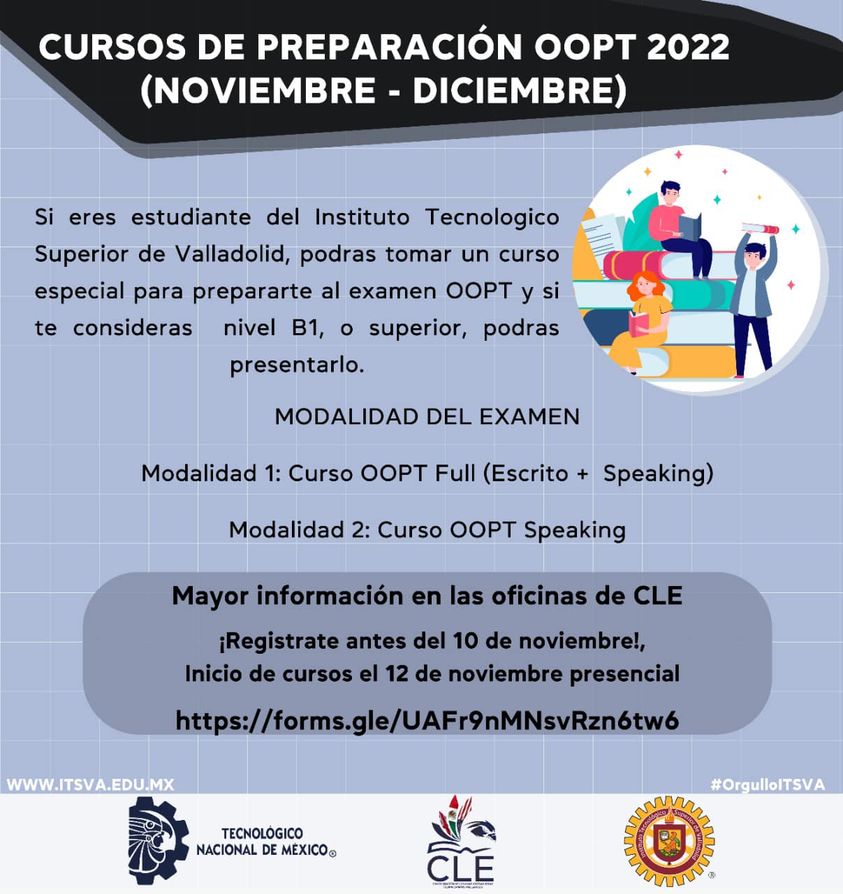 CURSOS DE PREPARACIÓN OOPT 2022
(NOVIEMBRE - DICIEMBRE)
Si eres estudiante del Instituto Tecnologico
Superior de Valladolid, podras tomar un curso
especial para prepararte al examen OOPT y si
te consideras nivel B1, o superior, podras
presentarlo.
MODALIDAD DEL EXAMEN
Modalidad 1: Curso OOPT Full (Escrito + Speaking)
Modalidad 2: Curso OOPT Speaking
Mayor información en las oficinas de CLE
¡Registrate antes del 10 de noviembre!,
Inicio de cursos el 12 de noviembre presencial
https://forms.gle/UAFr9nMNsvRzn6tw6
WWW.ITSVA.EDU.MX
#OrgulloITSVA
TECNOLÓGICO
NACIONAL DE MÉXICO®
CLE